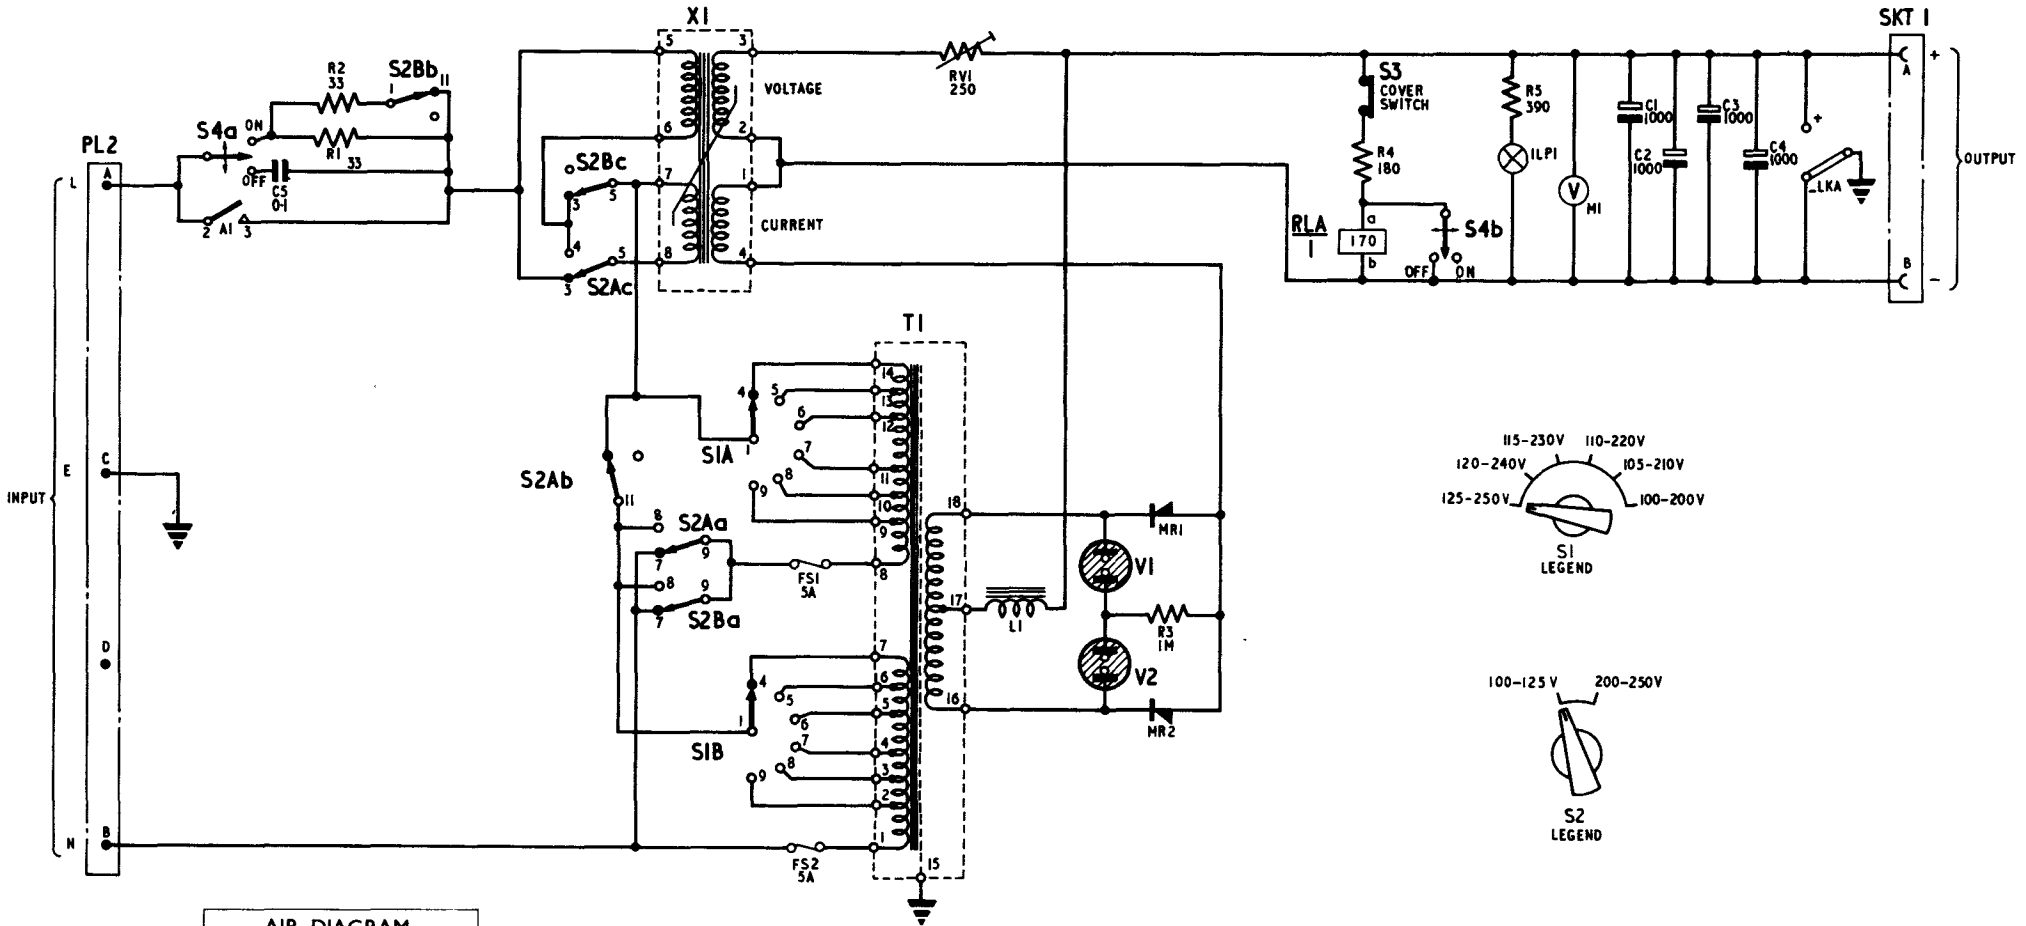 X1
SKT 1
5
3
A
+
R2
33
S2Bb
1
11
VOLTAGE
RV1
250
S3
COVER
SWITCH
R5
390
C1
1000
C3
1000
PL2
S4a
ON
R1
33
6
2
OFF
C5
0·1
S2Bc
7
1
R4
180
ILP1
C2
1000
C4
1000
+
OUTPUT
L
A
2
A1
3
3
5
4
5
CURRENT
V
M1
-
LKA
RLA
1
a
170
b
S4b
OFF
ON
8
4
3
S2Ac
B
-
T1
14
4
5
13
6
12
S1A
1
7
11
8
10
9
9
8
INPUT
E
C
S2Ab
11
8
S2Aa
7
9
8
9
7
S2Ba
FS1
5A
18
MR1
V1
17
L1
R3
1M
V2
16
MR2
D
7
4
6
5
5
6
1
S1B
7
4
8
3
9
2
N
B
FS2
5A
1
15
115-230V
110-220V
120-240V
105-210V
125-250V
100-200V
S1
LEGEND
100-125V
200-250V
S2
LEGEND
AIR DIAGRAM